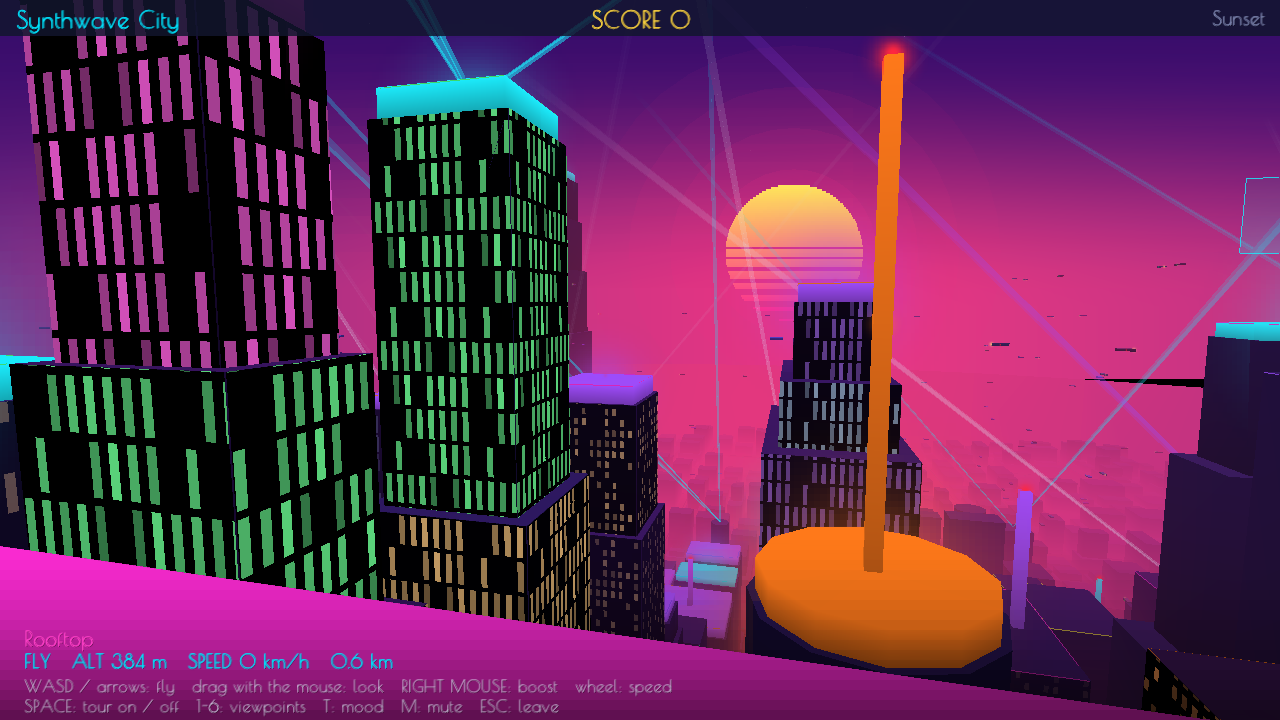 Synthwave City
SCORE 0
Sunset
Rooftop
FLY ALT 384 m SPEED 0 km/h 0.6 km
WASD / arrows: fly drag with the mouse: look RIGHT MOUSE: boost wheel: speed
SPACE: tour on / off 1-6: viewpoints T: mood M: mute ESC: leave